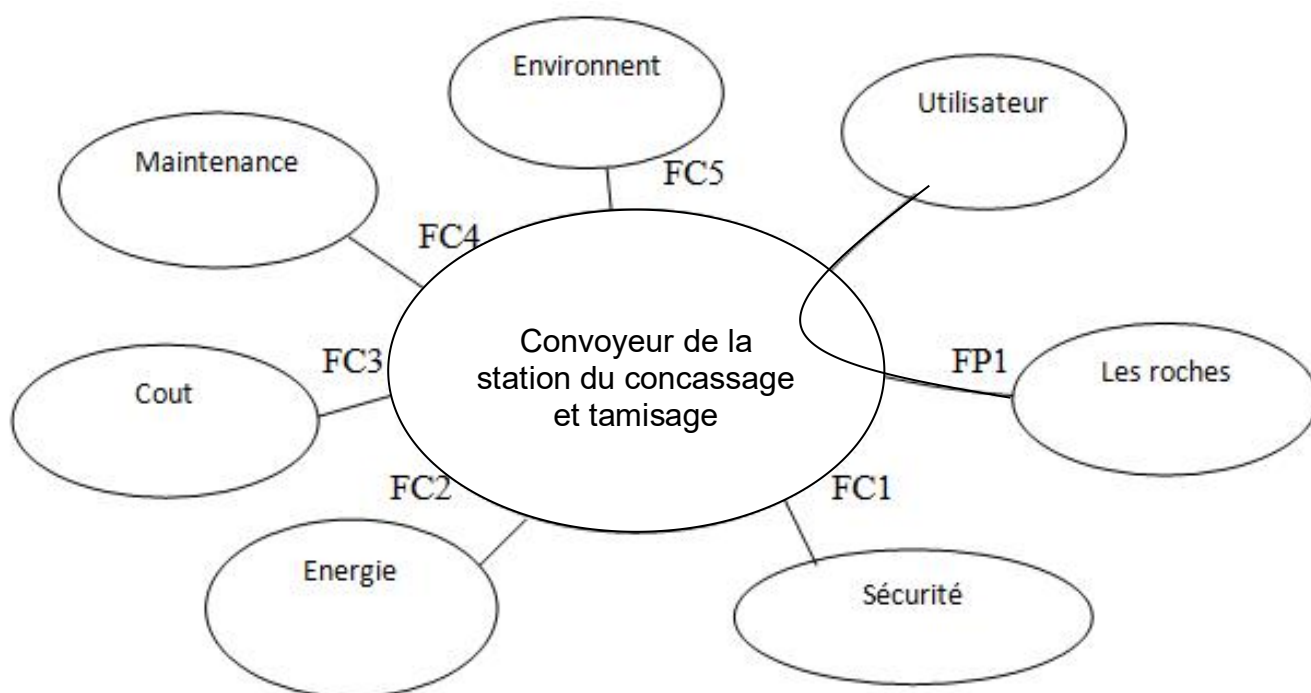 Environnent
Utilisateur
Maintenance
FC5
FC4
Convoyeur de la
station du concassage
et tamisage
FC3
FP1
Les roches
Cout
FC2
FC1
Energie
Sécurité